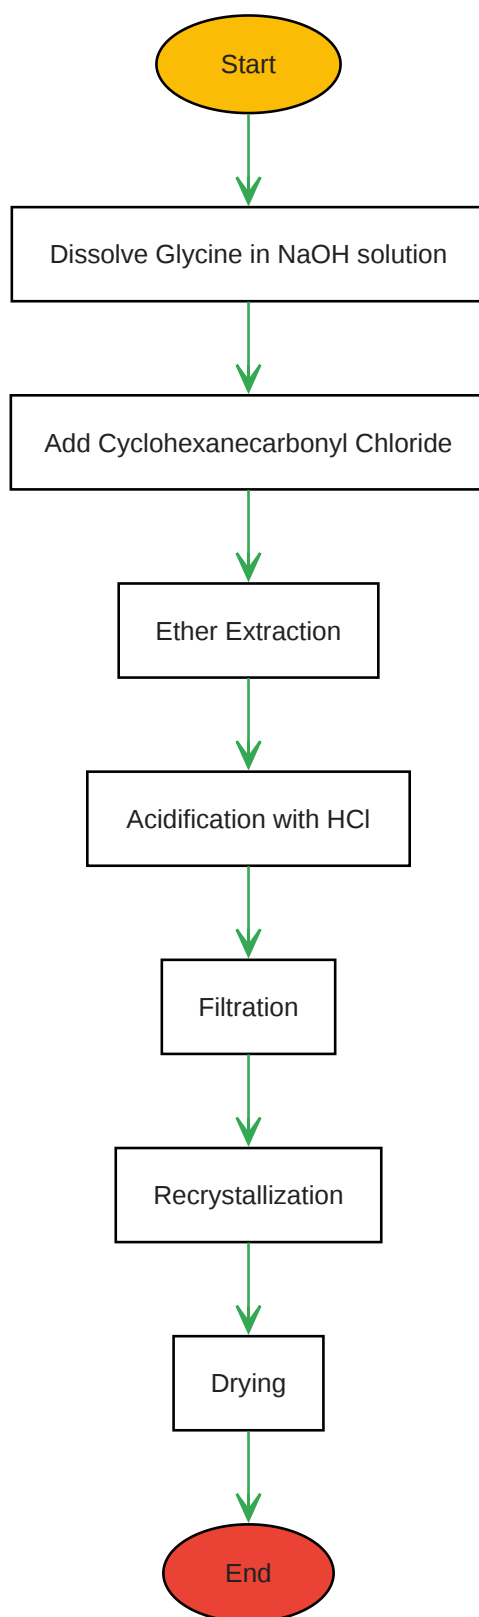 Start
Dissolve Glycine in NaOH solution
Add Cyclohexanecarbonyl Chloride
Ether Extraction
Acidification with HCl
Filtration
Recrystallization
Drying
End